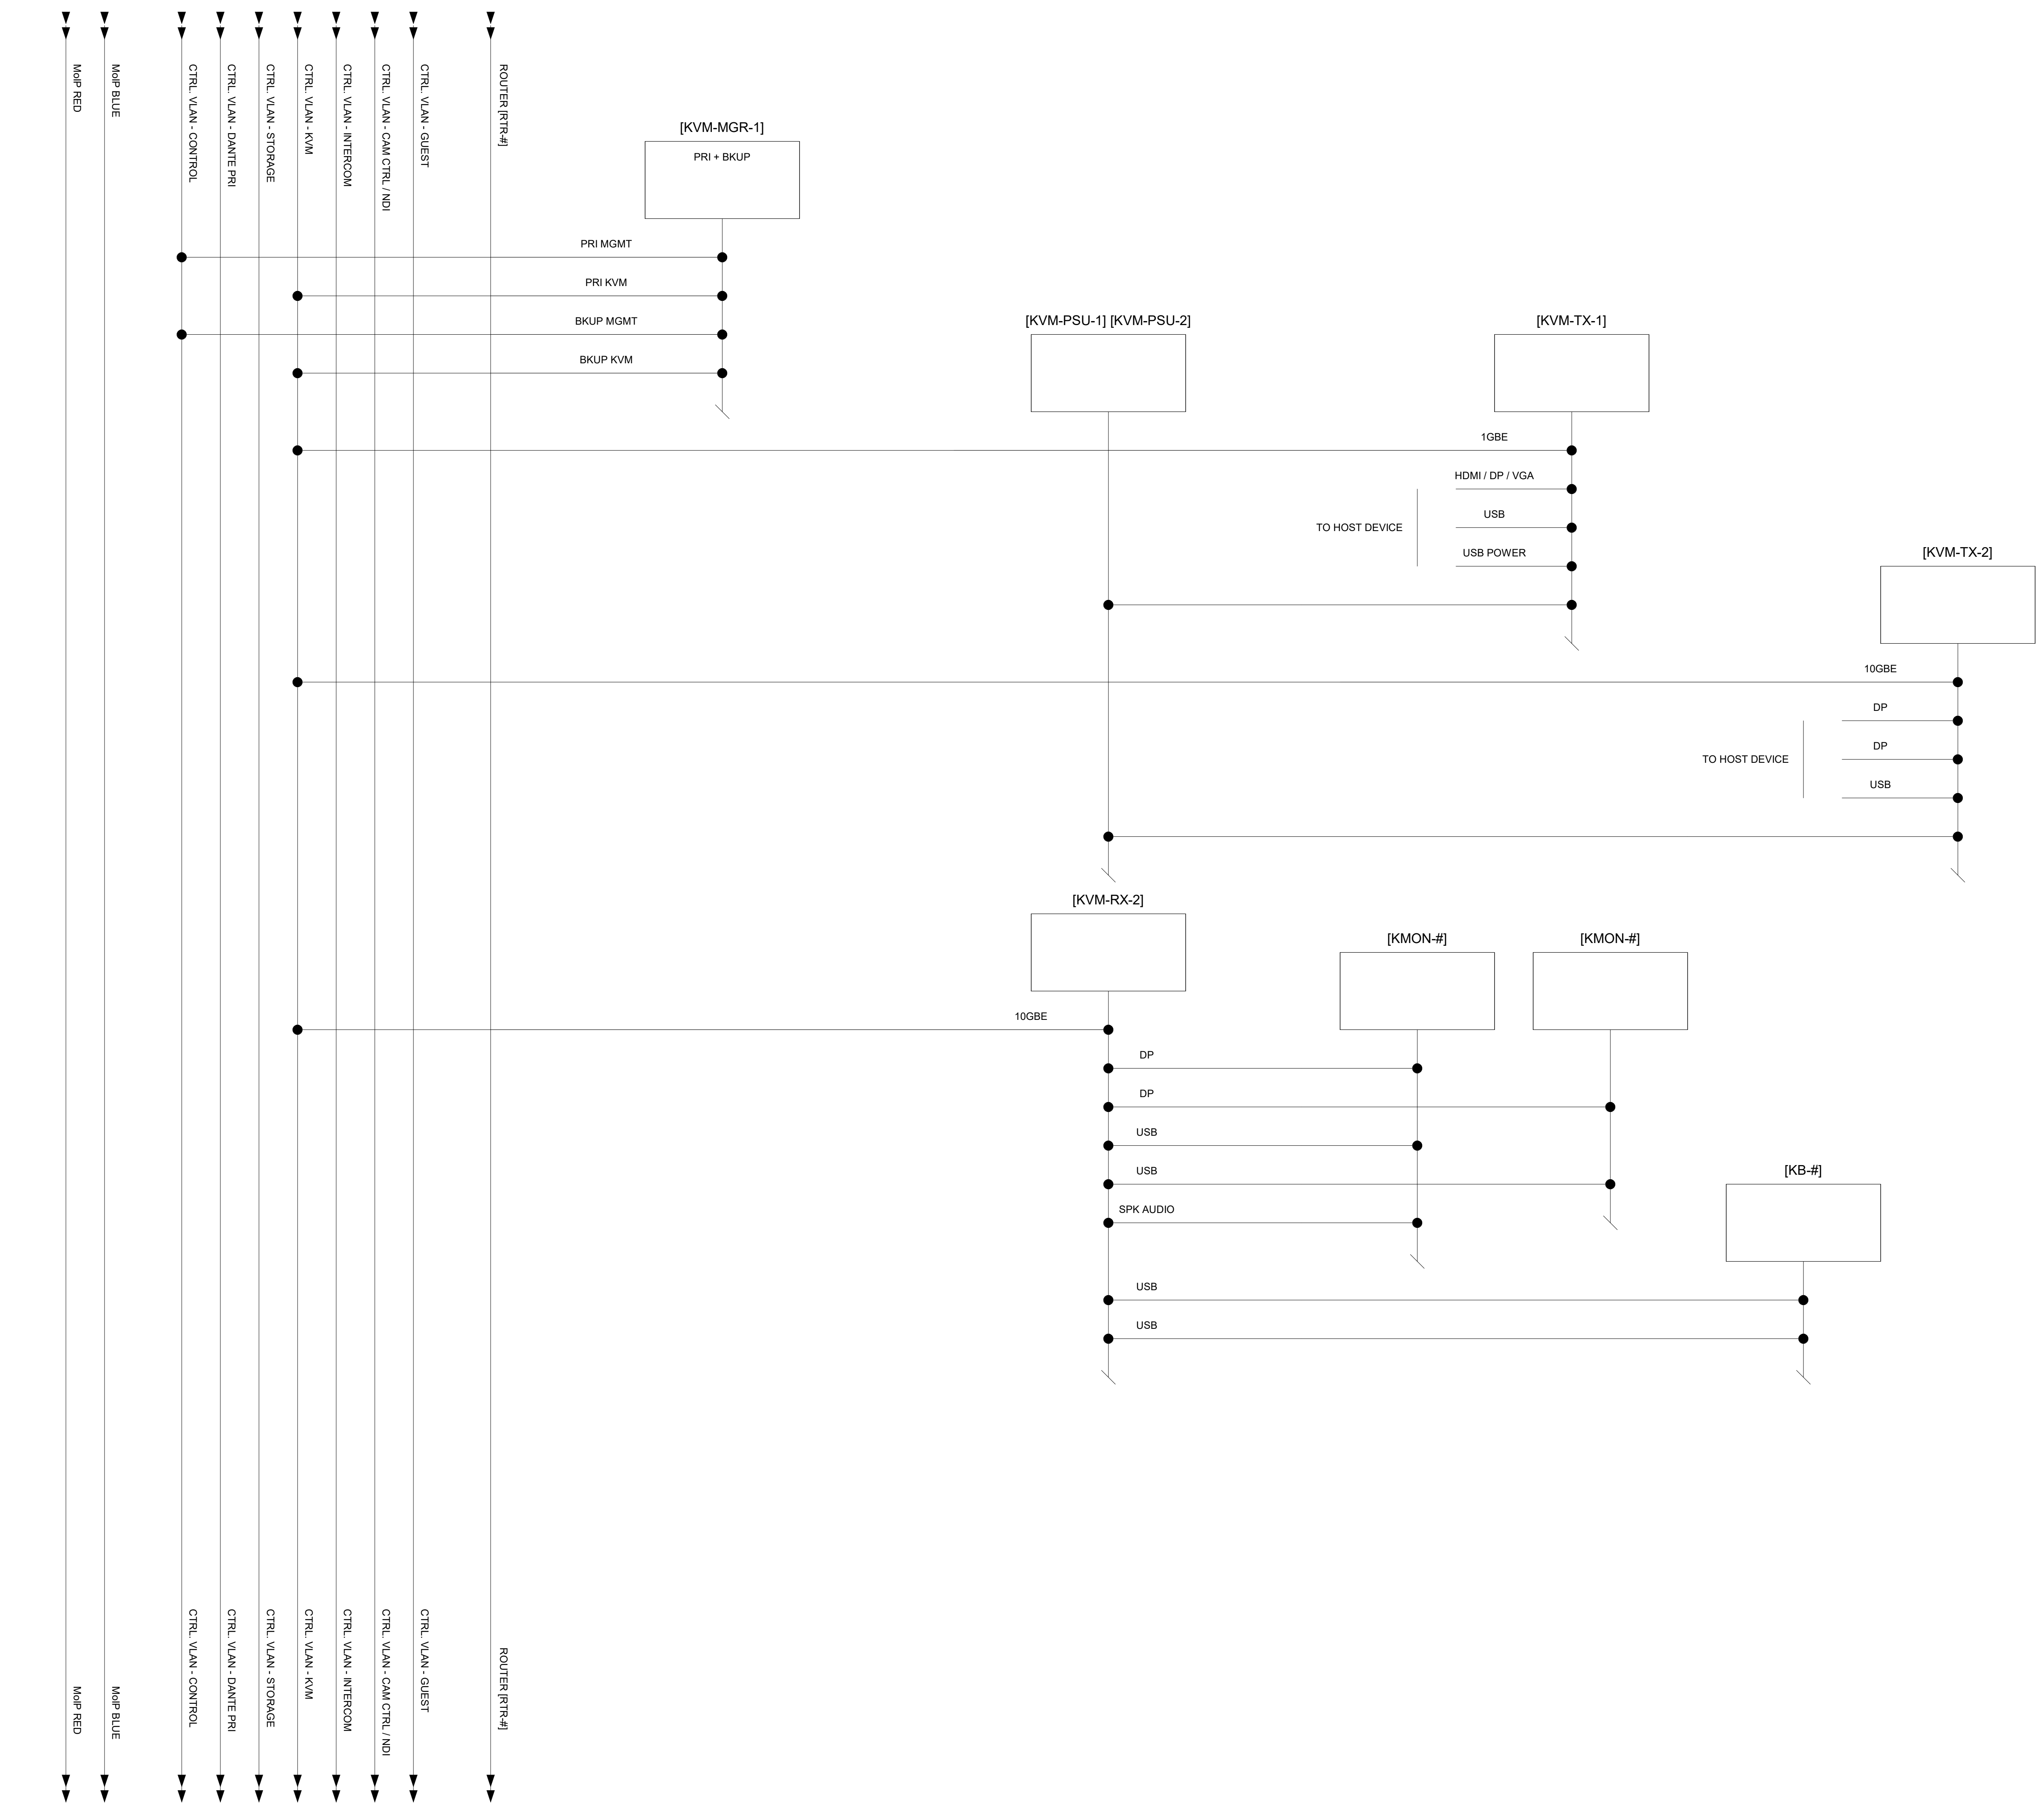 MoIP RED
MoIP BLUE
CTRL. VLAN - CONTROL
CTRL. VLAN - DANTE PRI
CTRL. VLAN - STORAGE
CTRL. VLAN - KVM
CTRL. VLAN - INTERCOM
CTRL. VLAN - CAM CTRL / NDI
CTRL. VLAN - GUEST
ROUTER [RTR-#]
[KVM-MGR-1]
PRI + BKUP
PRI MGMT
PRI KVM
BKUP MGMT
BKUP KVM
[KVM-PSU-1] [KVM-PSU-2]
[KVM-TX-1]
1GBE
HDMI / DP / VGA
USB
TO HOST DEVICE
USB POWER
[KVM-TX-2]
10GBE
DP
DP
TO HOST DEVICE
USB
[KVM-RX-2]
[KMON-#]
[KMON-#]
10GBE
DP
DP
USB
USB
[KB-#]
SPK AUDIO
USB
USB
MoIP RED
MoIP BLUE
CTRL. VLAN - CONTROL
CTRL. VLAN - DANTE PRI
CTRL. VLAN - STORAGE
CTRL. VLAN - KVM
CTRL. VLAN - INTERCOM
CTRL. VLAN - CAM CTRL / NDI
CTRL. VLAN - GUEST
ROUTER [RTR-#]